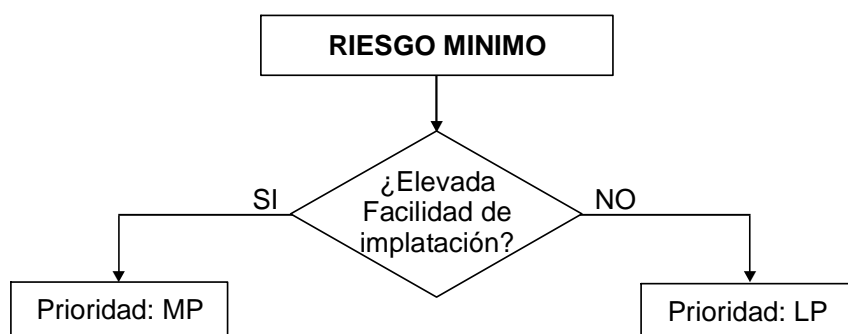 RIESGO MINIMO
¿Elevada
Facilidad de
implatación?
SI
NO
Prioridad: MP
Prioridad: LP